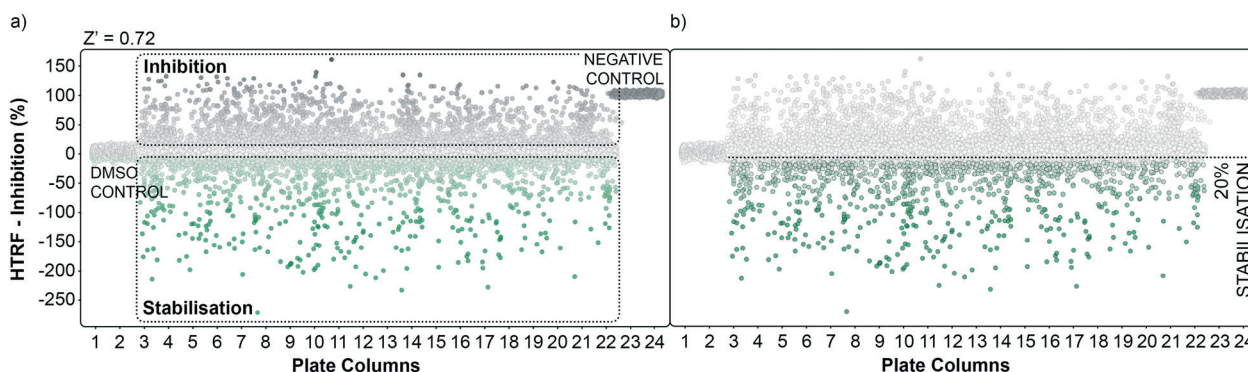 a)
Z' = 0.72
HTRF - Inhibition (%)
150
100
50
0
-50
-100
-150
-200
-250
Inhibition
NEGATIVE
CONTROL
DMSO
CONTROL
Stabilisation
1 2 3 4 5 6 7 8 9 10 11 12 13 14 15 16 17 18 19 20 21 22 23 24
Plate Columns
b)
20%
STABILISATION
1 2 3 4 5 6 7 8 9 10 11 12 13 14 15 16 17 18 19 20 21 22 23 24
Plate Columns